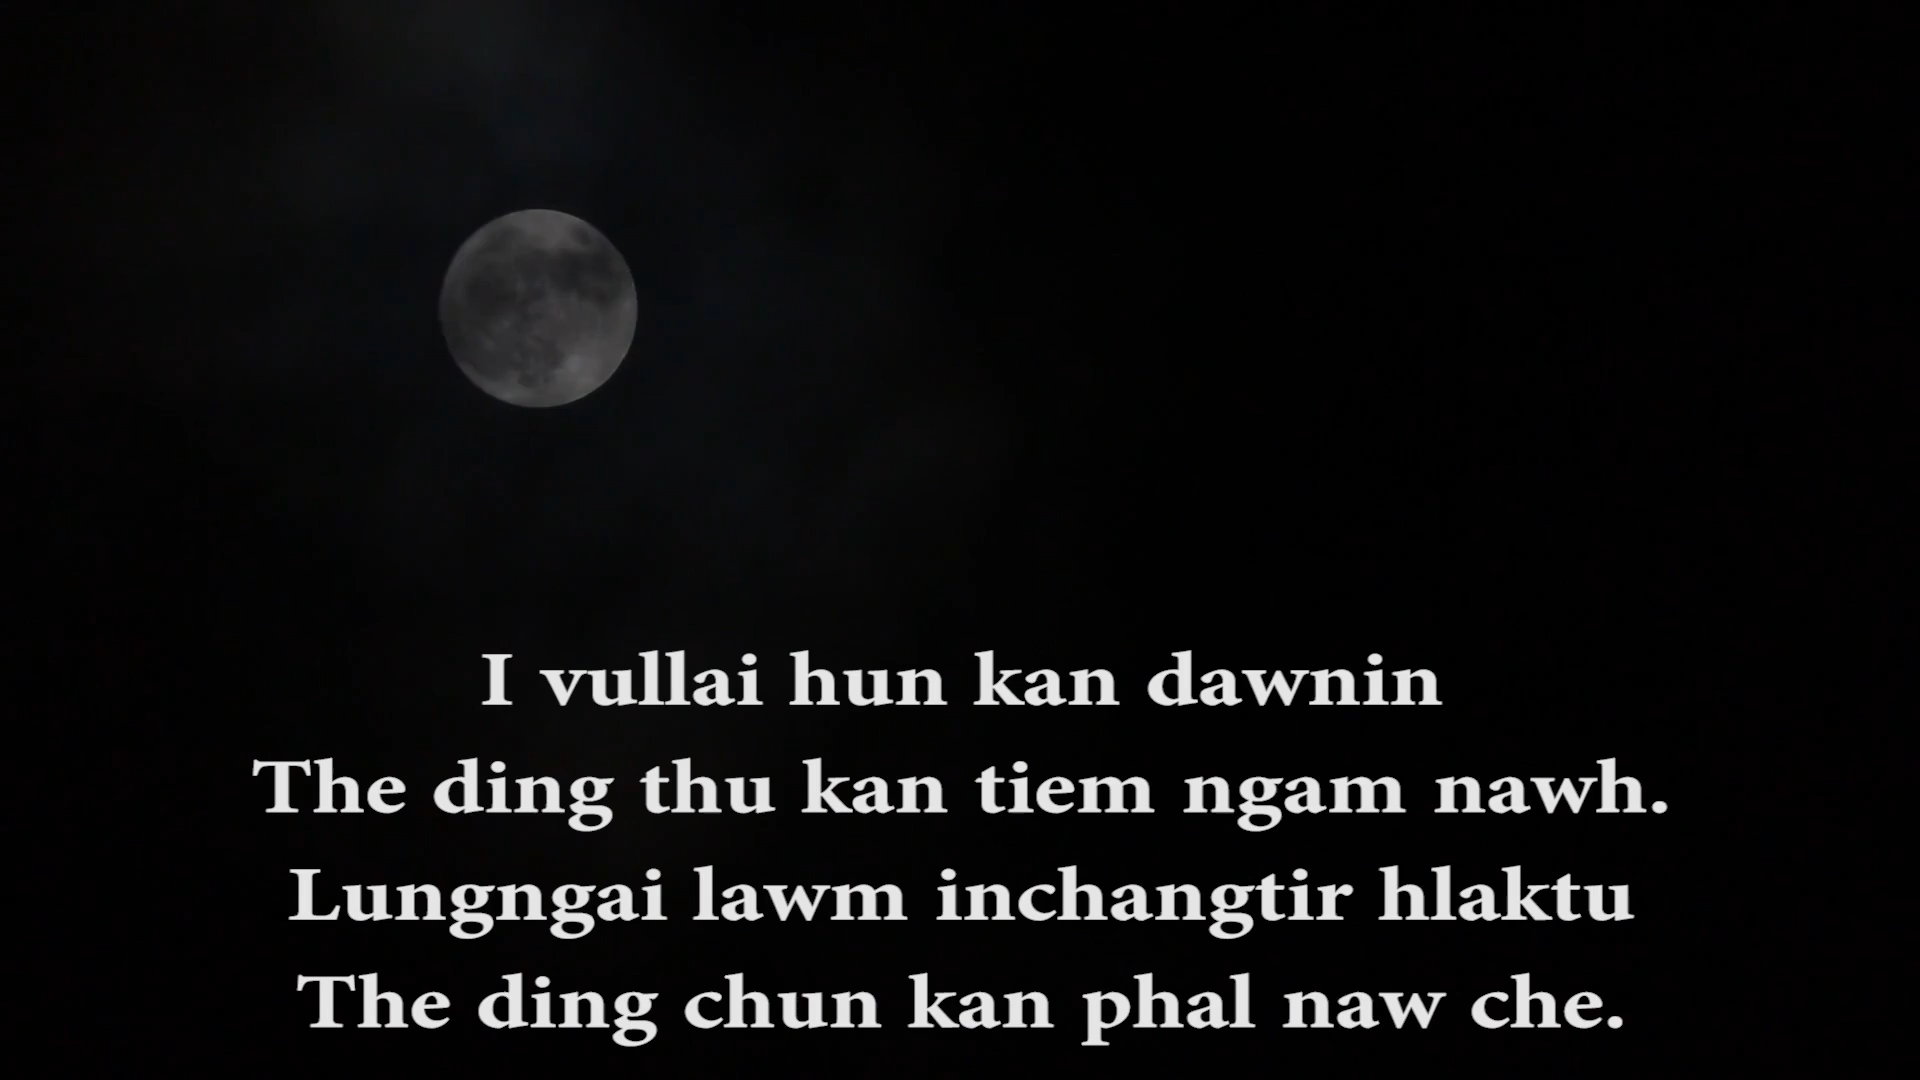 I vullai hun kan dawnin
The ding thu kan tiem ngam nawh.
Lungngai lawm inchangtir hlaktu
The ding chun kan phal naw che.